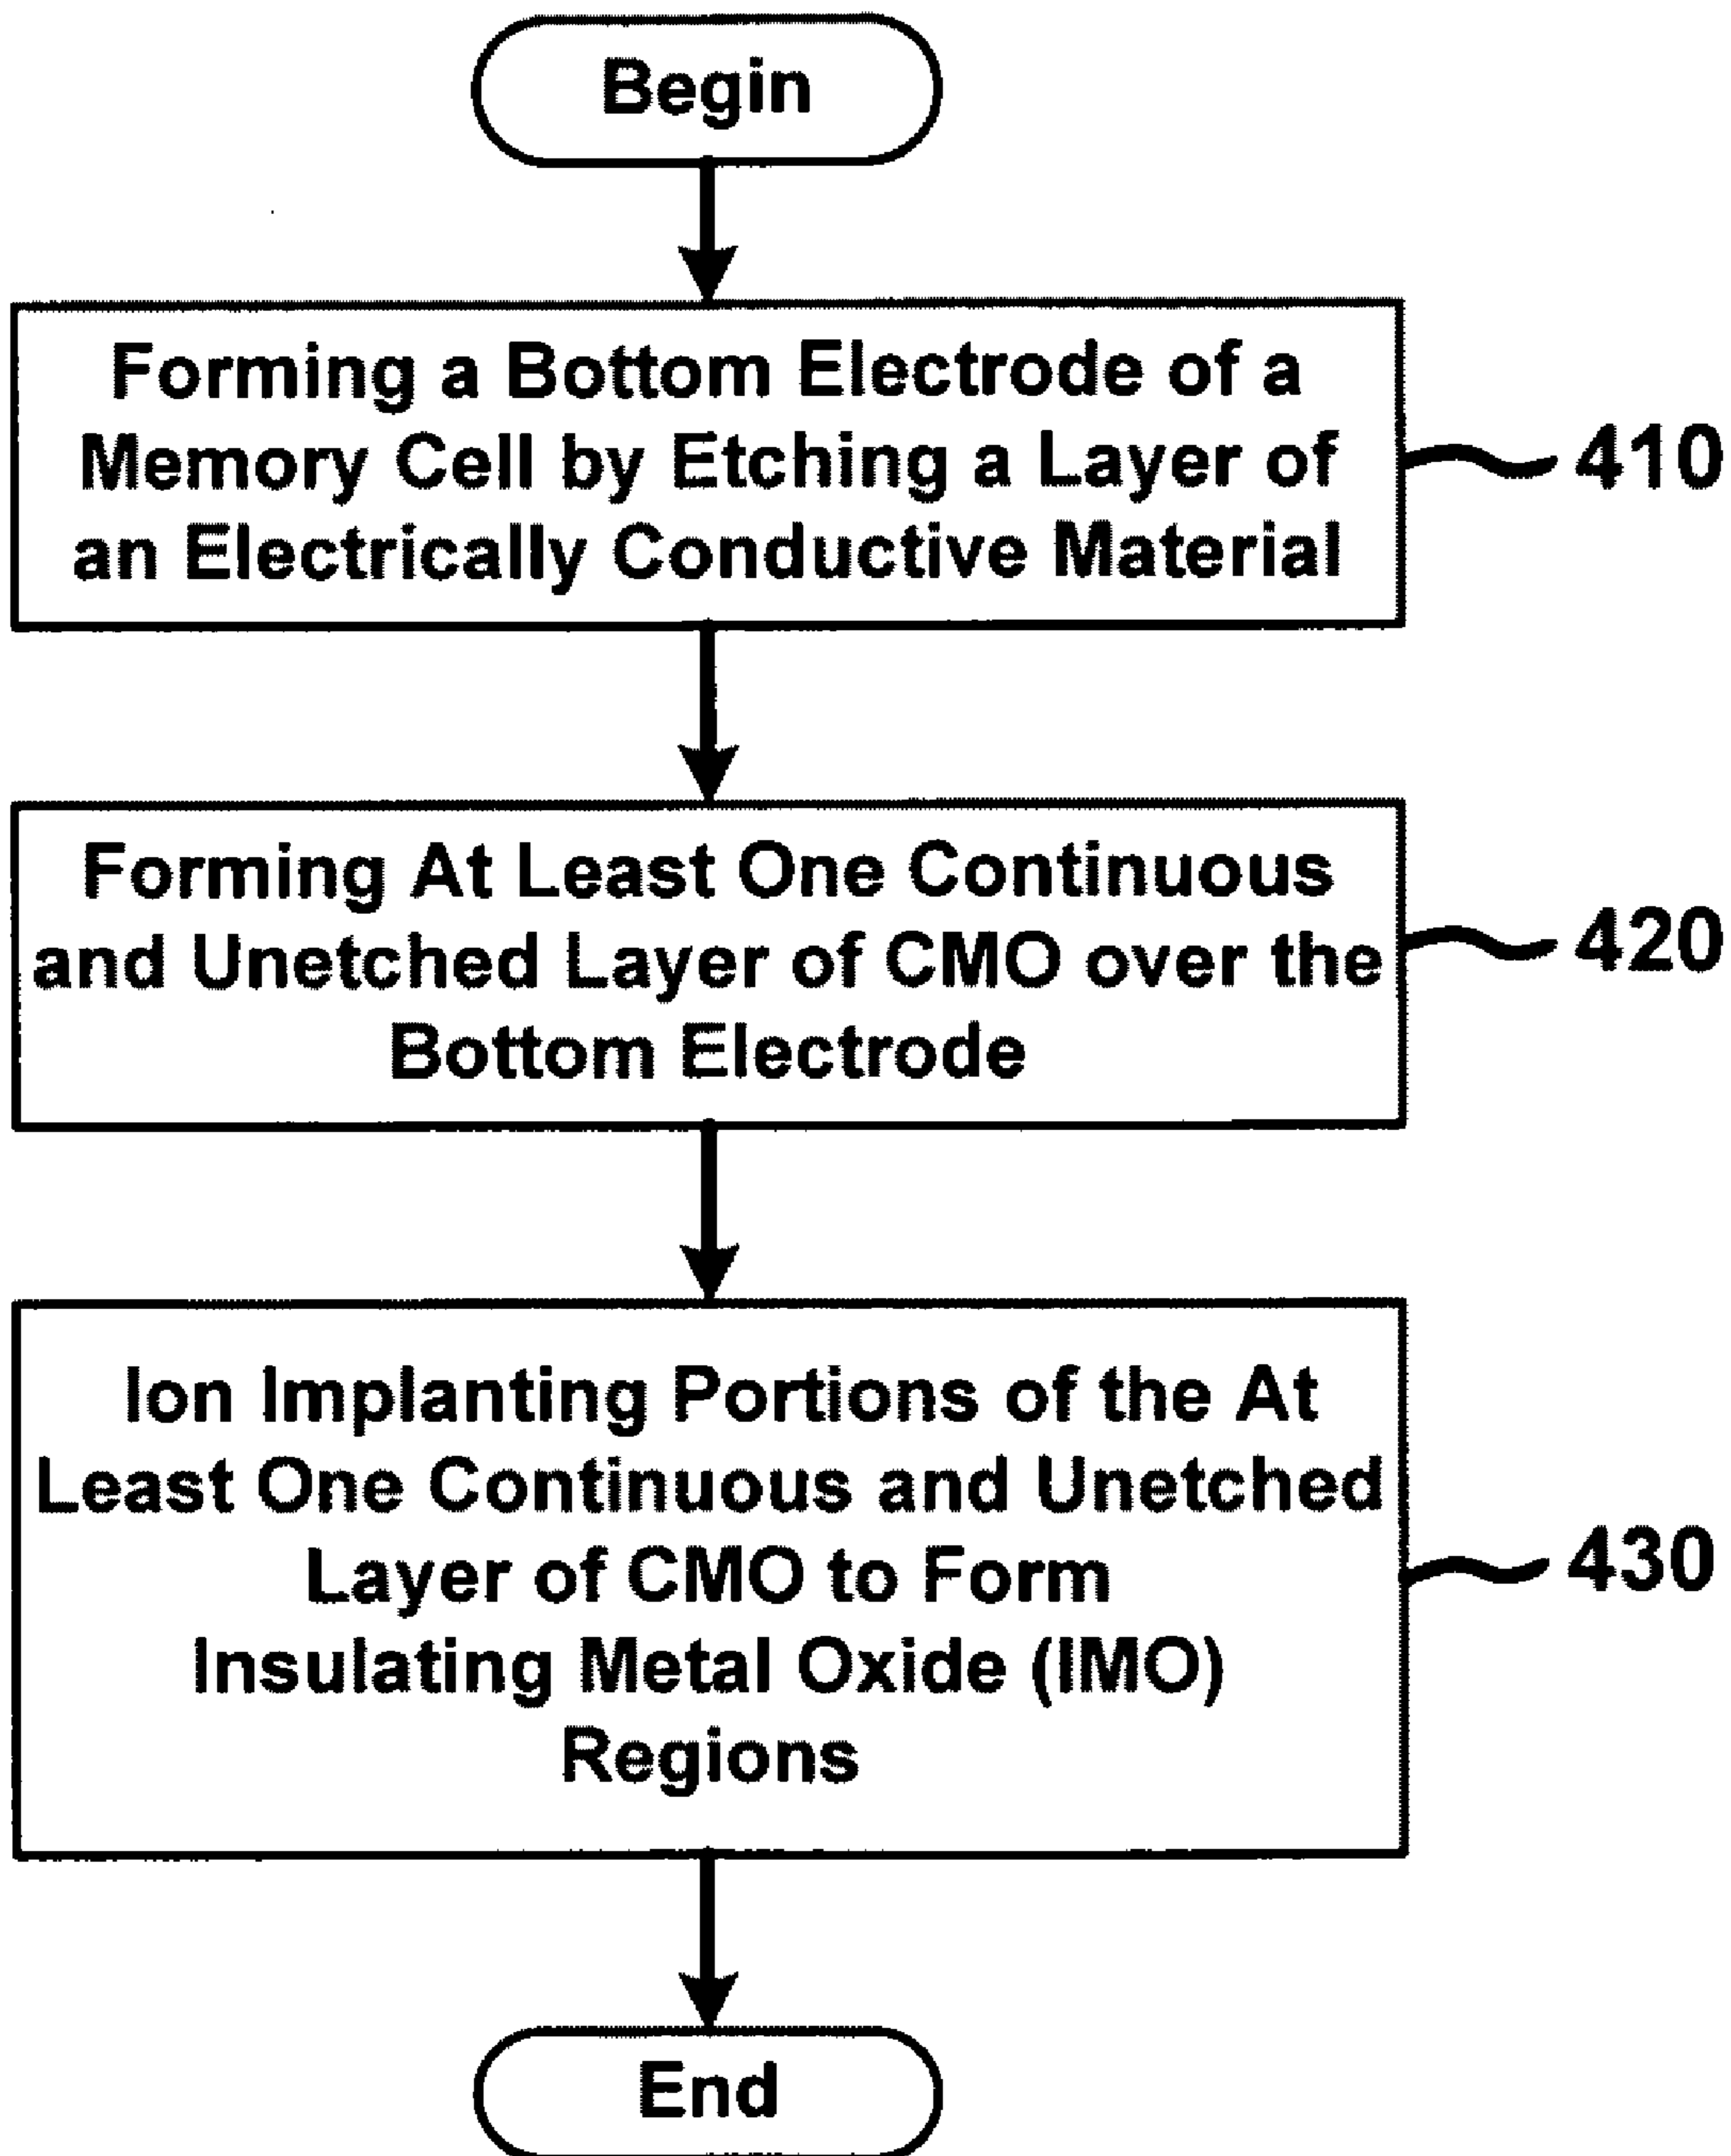 Begin
Forming a Bottom Electrode of a
Memory Cell by Etching a Layer of
an Electrically Conductive Material
410
Forming At Least One Continuous
and Unetched Layer of CMO over the
Bottom Electrode
420
Ion Implanting Portions of the At
Least One Continuous and Unetched
Layer of CMO to Form
Insulating Metal Oxide (IMO)
Regions
430
End